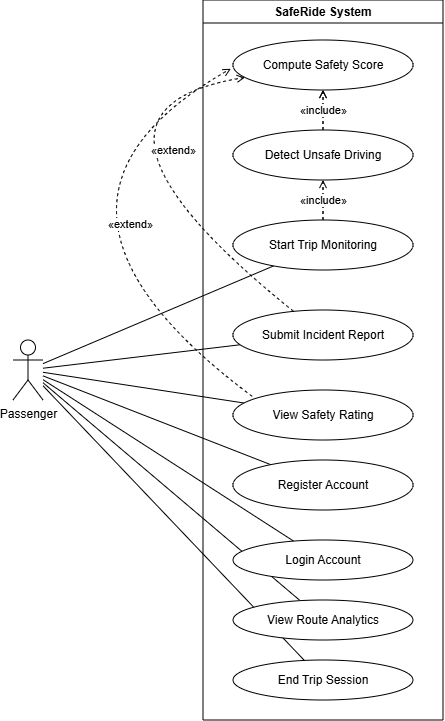 SafeRide System
Compute Safety Score
«include»
«extend»
Detect Unsafe Driving
«include»
«extend»
Start Trip Monitoring
Submit Incident Report
Passenger
View Safety Rating
Register Account
Login Account
View Route Analytics
End Trip Session